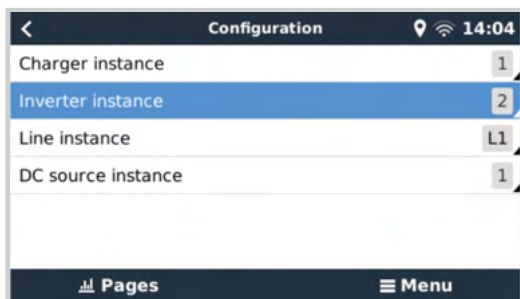 Configuration 14:04
Charger instance 1
Inverter instance 2
Line instance L1
DC source instance 1
Pages Menu